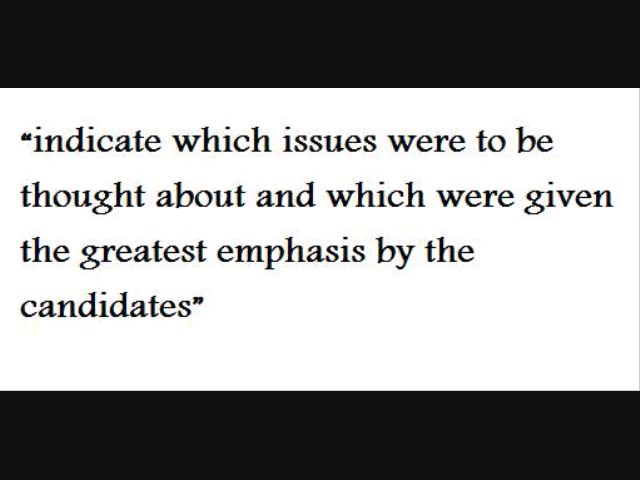 “indicate which issues were to be
thought about and which were given
the greatest emphasis by the
candidates”